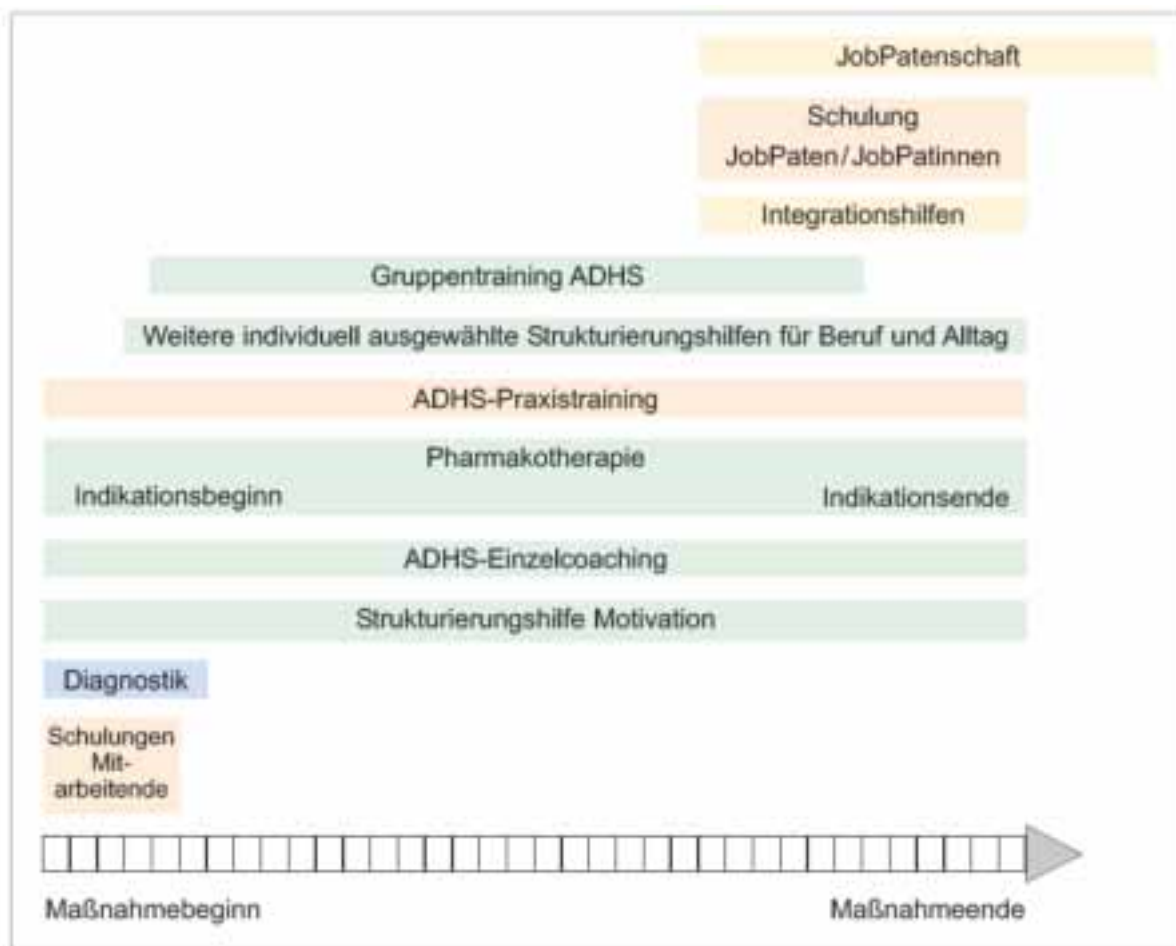 JobPatenschaft
Schulung
JobPaten/JobPatinnen
Integrationshilfen
Gruppentraining ADHS
Weitere individuell ausgewählte Strukturierungshilfen für Beruf und Alltag
ADHS-Praxistraining
Pharmakotherapie
Indikationsbeginn Indikationsende
ADHS-Einzelcoaching
Strukturierungshilfe Motivation
Diagnostik
Schulungen
Mit-
arbeitende
Maßnahmebeginn Maßnahmeende